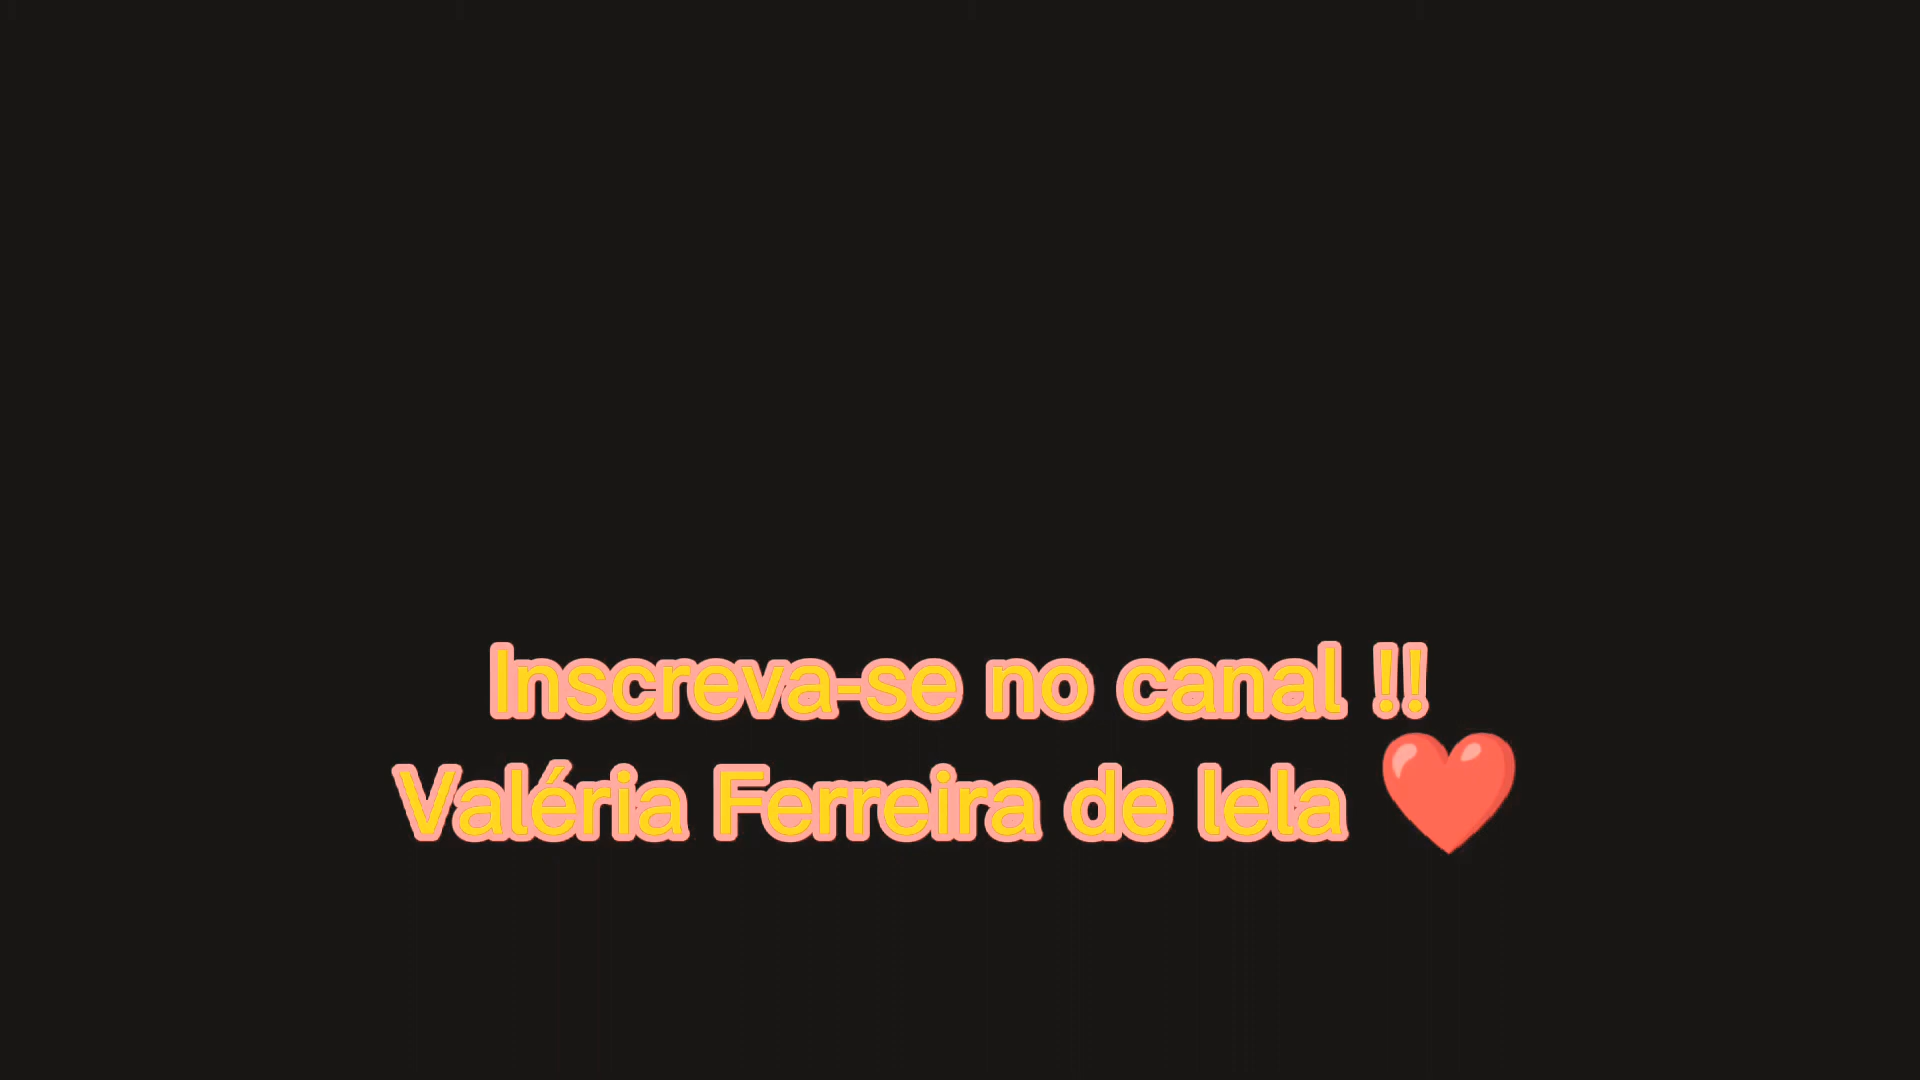 Inscreva-se no canal !!
Valéria Ferreira de lela ❤️